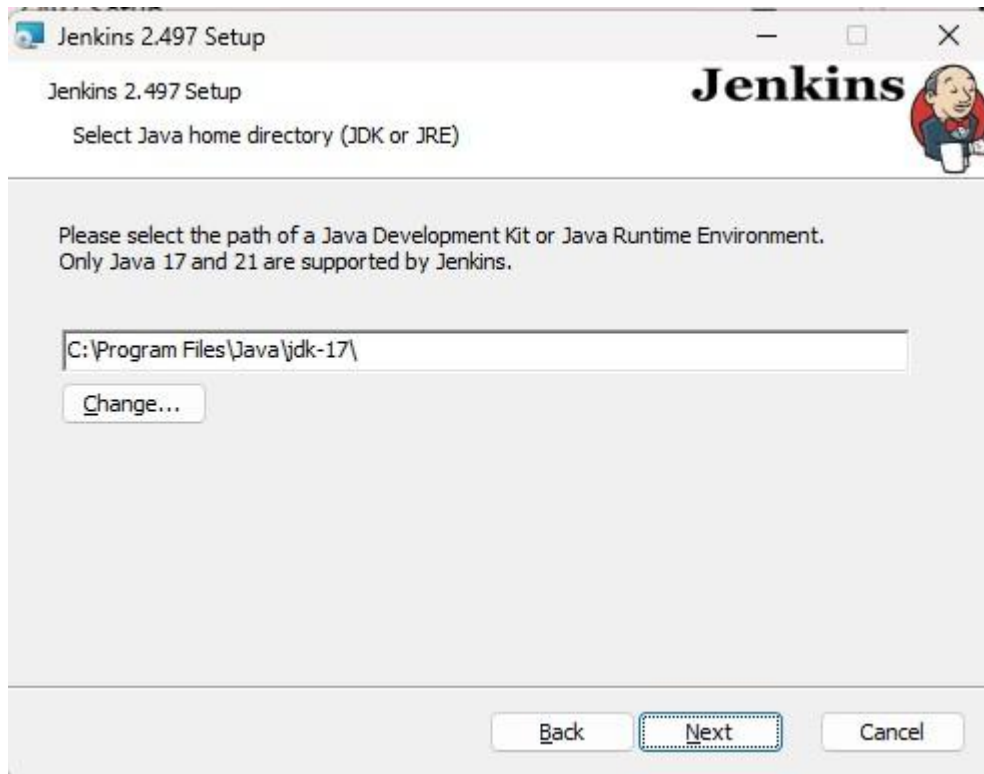 Jenkins 2.497 Setup
Jenkins 2.497 Setup
Jenkins
Select Java home directory (JDK or JRE)
Please select the path of a Java Development Kit or Java Runtime Environment.
Only Java 17 and 21 are supported by Jenkins.
C:\Program Files\Java\jdk-17\
Change...
Back
Next
Cancel